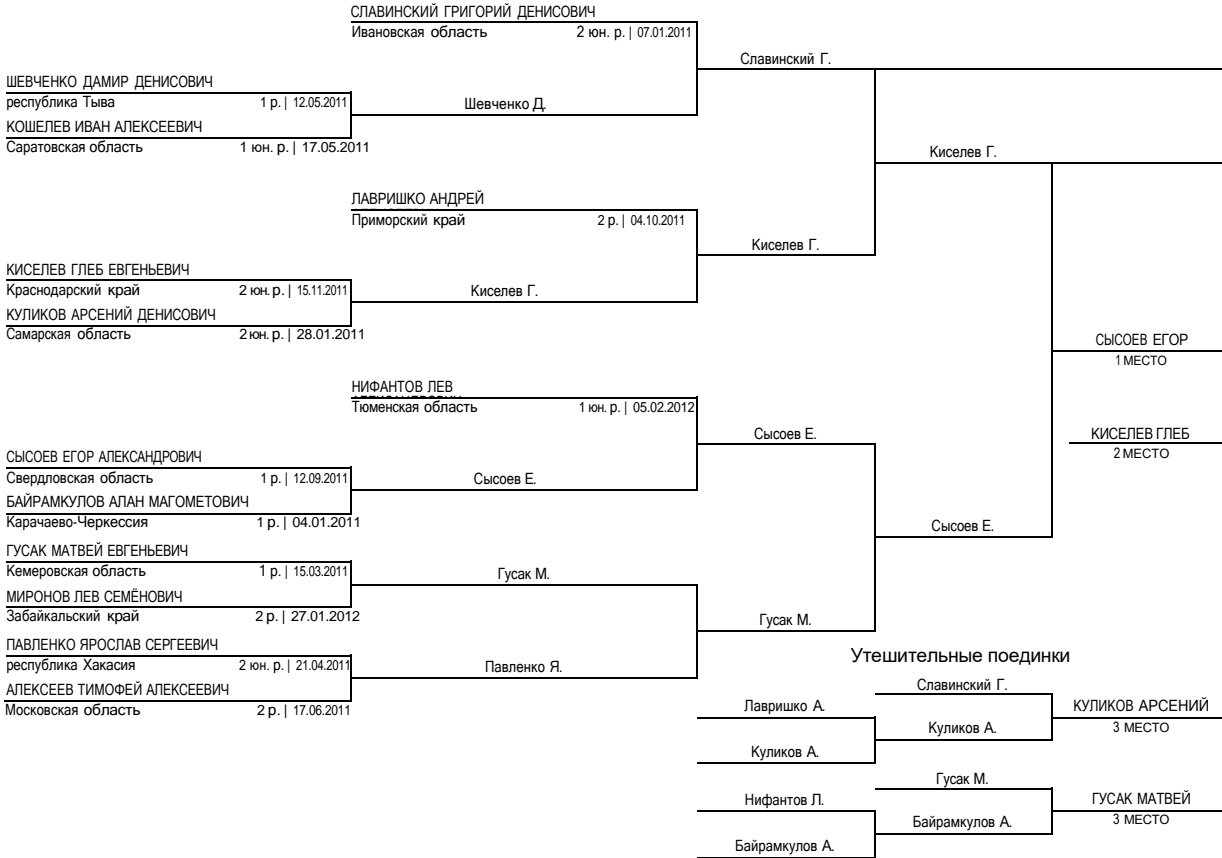 СЛАВИНСКИЙ ГРИГОРИЙ ДЕНИСОВИЧ
Ивановская область 2 юн. р. | 07.01.2011
Славинский Г.
ШЕВЧЕНКО ДАМИР ДЕНИСОВИЧ
республика Тыва 1 р. | 12.05.2011
Шевченко Д.
КОШЕЛЕВ ИВАН АЛЕКСЕЕВИЧ
Саратовская область 1 юн. р. | 17.05.2011
Киселев Г.
ЛАВРИШКО АНДРЕЙ
Приморский край 2 р. | 04.10.2011
Киселев Г.
КИСЕЛЕВ ГЛЕБ ЕВГЕНЬЕВИЧ
Краснодарский край 2 юн. р. | 15.11.2011
Киселев Г.
КУЛИКОВ АРСЕНИЙ ДЕНИСОВИЧ
Самарская область 2 юн. р. | 28.01.2011
СЫСОЕВ ЕГОР
1 МЕСТО
НИФАНТОВ ЛЕВ
Тюменская область 1 юн. р. | 05.02.2012
Сысоев Е.
КИСЕЛЕВ ГЛЕБ
2 МЕСТО
СЫСОЕВ ЕГОР АЛЕКСАНДРОВИЧ
Свердловская область 1 р. | 12.09.2011
Сысоев Е.
БАЙРАМКУЛОВ АЛАН МАГОМЕТОВИЧ
Карачаево-Черкессия 1 р. | 04.01.2011
Сысоев Е.
ГУСАК МАТВЕЙ ЕВГЕНЬЕВИЧ
Кемеровская область 1 р. | 15.03.2011
Гусак М.
МИРОНОВ ЛЕВ СЕМЁНОВИЧ
Забайкальский край 2 р. | 27.01.2012
Гусак М.
ПАВЛЕНКО ЯРОСЛАВ СЕРГЕЕВИЧ
республика Хакасия 2 юн. р. | 21.04.2011
Павленко Я.
АЛЕКСЕЕВ ТИМОФЕЙ АЛЕКСЕЕВИЧ
Московская область 2 р. | 17.06.2011
Утешительные поединки
Славинский Г.
Лавришко А.
КУЛИКОВ АРСЕНИЙ
3 МЕСТО
Куликов А.
Куликов А.
Гусак М.
Нифантов Л.
ГУСАК МАТВЕЙ
3 МЕСТО
Байрамкулов А.
Байрамкулов А.